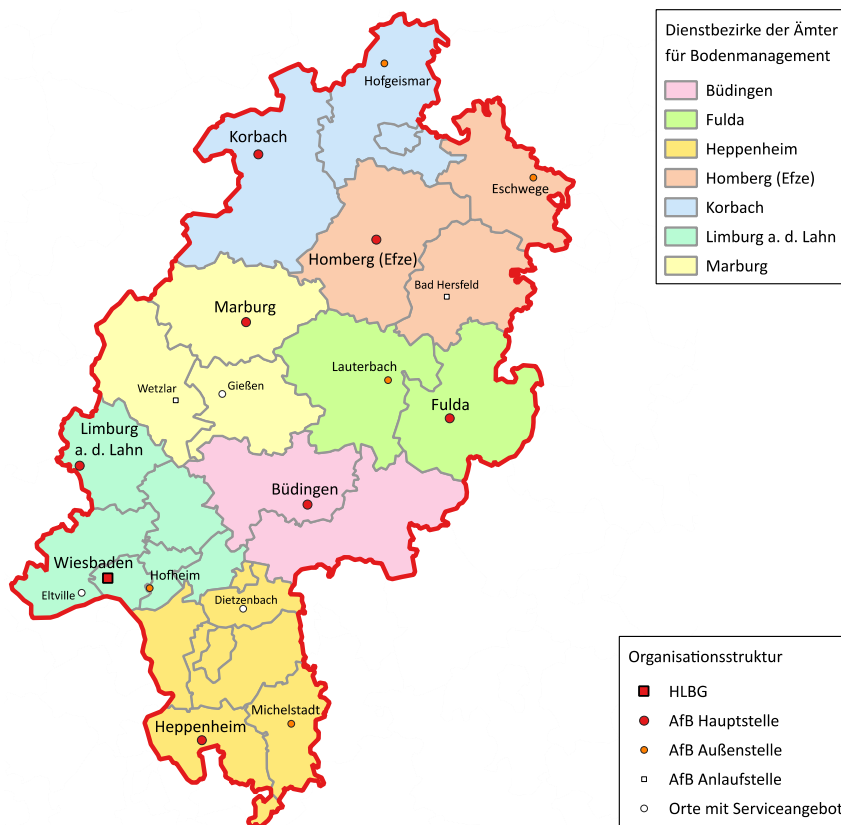 Dienstbezirke der Ämter
für Bodenmanagement
Büdingen
Fulda
Heppenheim
Homberg (Efze)
Korbach
Limburg a. d. Lahn
Marburg
Hofgeismar
Korbach
Eschwege
Homberg (Efze)
Bad Hersfeld
Marburg
Lauterbach
Wetzlar
Gießen
Fulda
Limburg
a. d. Lahn
Büdingen
Wiesbaden
Hofheim
Eltville
Dietzenbach
Michelstadt
Heppenheim
Organisationsstruktur
HLBG
AfB Hauptstelle
AfB Außenstelle
AfB Anlaufstelle
Orte mit Serviceangebot